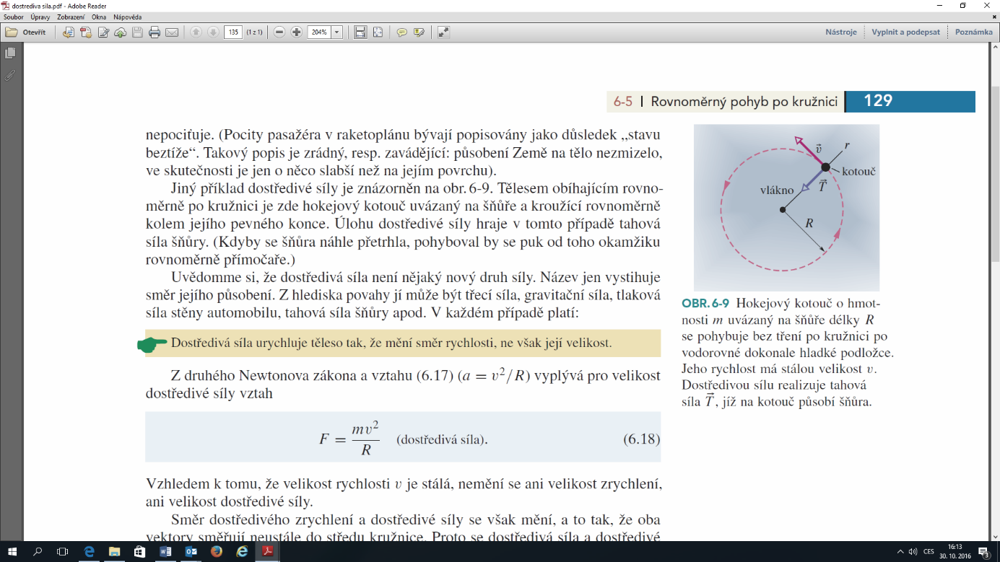 dostrediva sila.pdf - Adobe Reader
Soubor Úpravy Zobrazení Okna Nápověda
Otevřít 135 (1 z 1) 204% Nástroje Vyplnit a podepsat Poznámka
6-5 | Rovnoměrný pohyb po kružnici 129
nepociťuje. (Pocity pasažéra v raketoplánu bývají popisovány jako důsledek „stavu
beztíže“. Takový popis je zrádný, resp. zavádějící: působení Země na tělo nezmizelo,
ve skutečnosti je jen o něco slabší než na jejím povrchu).
Jiný příklad dostředivé síly je znázorněn na obr. 6-9. Tělesem obíhajícím rovno-
měrně po kružnici je zde hokejový kotouč uvázaný na šňůře a kroužící rovnoměrně
kolem jejího pevného konce. Úlohu dostředivé síly hraje v tomto případě tahová
síla šňůry. (Kdyby se šňůra náhle přetrhla, pohyboval by se puk od toho okamžiku
rovnoměrně přímočaře.)
Uvědomme si, že dostředivá síla není nějaký nový druh síly. Název jen vystihuje
směr jejího působení. Z hlediska povahy jí může být třecí síla, gravitační síla, tlaková
síla stěny automobilu, tahová síla šňůry apod. V každém případě platí:
Dostředivá síla urychluje těleso tak, že mění směr rychlosti, ne však její velikost.
Z druhého Newtonova zákona a vztahu (6.17) (a = v²/R) vyplývá pro velikost
dostředivé síly vztah
F = mv²/R (dostředivá síla). (6.18)
Vzhledem k tomu, že velikost rychlosti v je stálá, nemění se ani velikost zrychlení,
ani velikost dostředivé síly.
Směr dostředivého zrychlení a dostředivé síly se však mění, a to tak, že oba
vektory směřují neustále do středu kružnice. Proto se dostředivá síla a dostředivé
v⃗ r
kotouč
vlákno T⃗
R
OBR. 6-9 Hokejový kotouč o hmot-
nosti m uvázaný na šňůře délky R
se pohybuje bez tření po kružnici po
vodorovné dokonale hladké podložce.
Jeho rychlost má stálou velikost v.
Dostředivou sílu realizuje tahová
síla T⃗, jíž na kotouč působí šňůra.
CES 16:13
30. 10. 2016 3